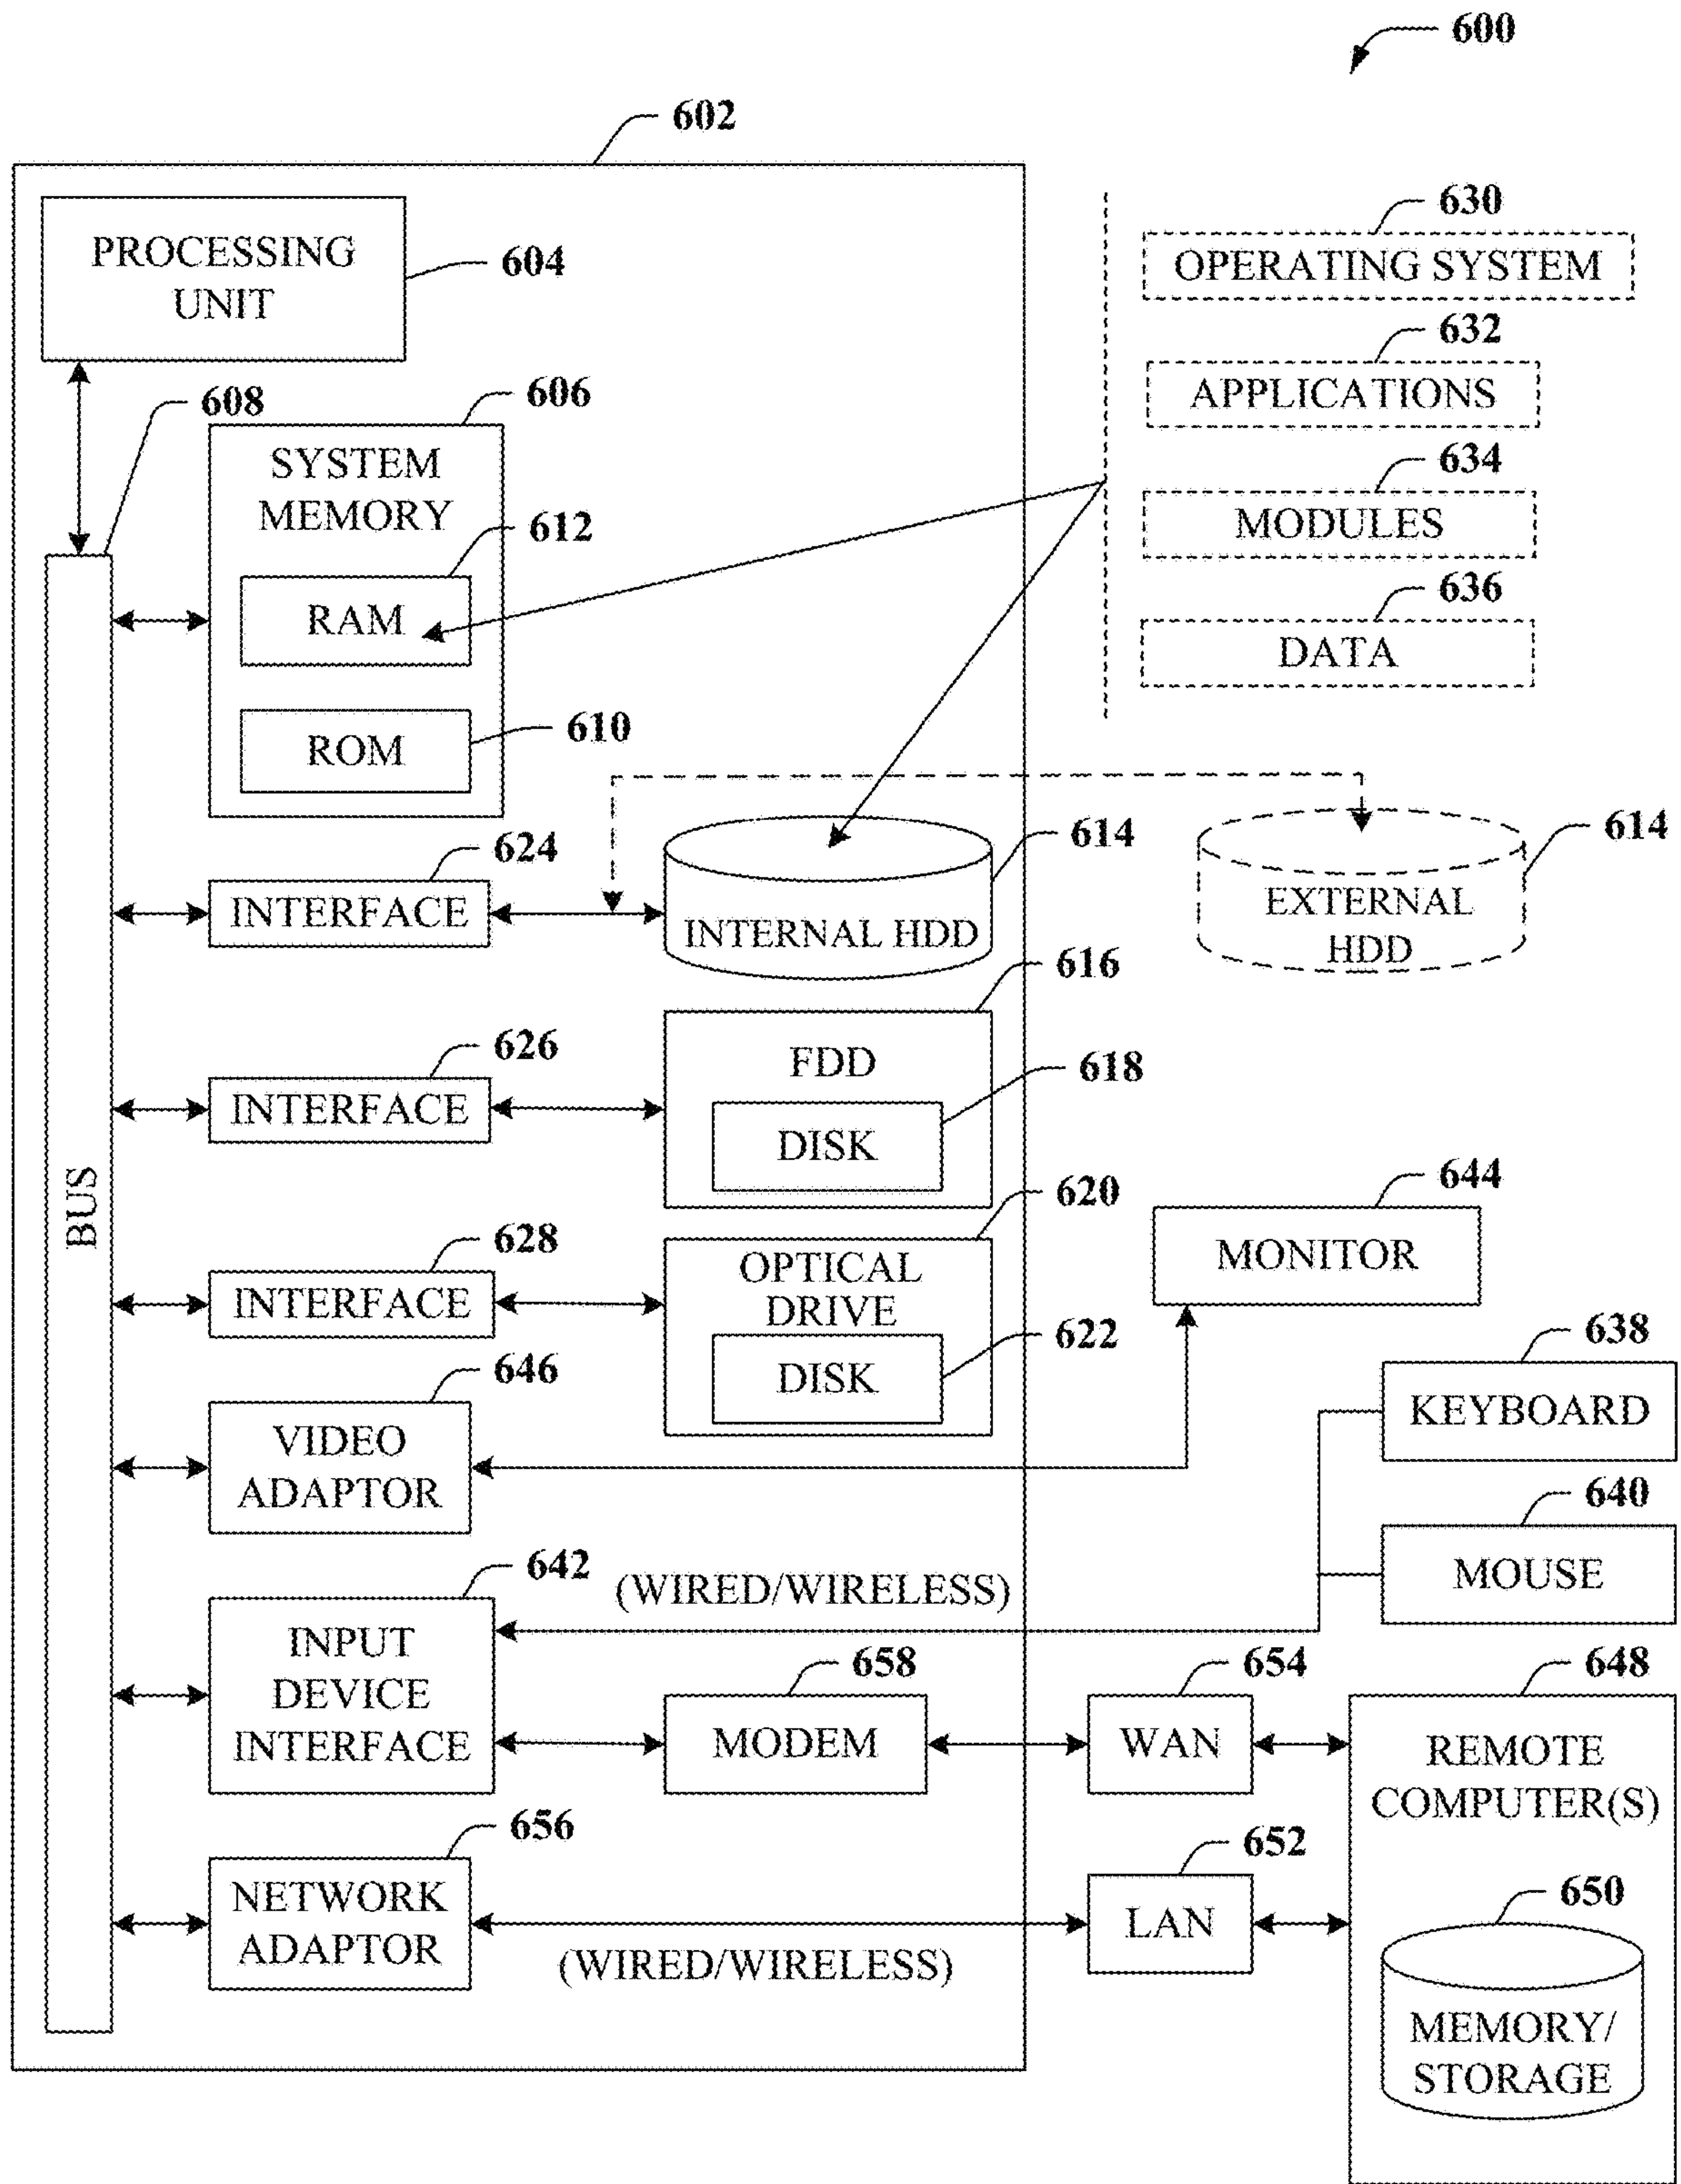 600
602
PROCESSING
UNIT
604
630
OPERATING SYSTEM
632
APPLICATIONS
634
MODULES
636
DATA
608
606
SYSTEM
MEMORY
612
RAM
610
ROM
BUS
624
INTERFACE
614
INTERNAL HDD
614
EXTERNAL
HDD
626
INTERFACE
616
FDD
618
DISK
628
INTERFACE
620
OPTICAL
DRIVE
622
DISK
644
MONITOR
646
VIDEO
ADAPTOR
638
KEYBOARD
640
MOUSE
642
INPUT
DEVICE
INTERFACE
(WIRED/WIRELESS)
658
MODEM
654
WAN
648
REMOTE
COMPUTER(S)
656
NETWORK
ADAPTOR
(WIRED/WIRELESS)
652
LAN
650
MEMORY/
STORAGE